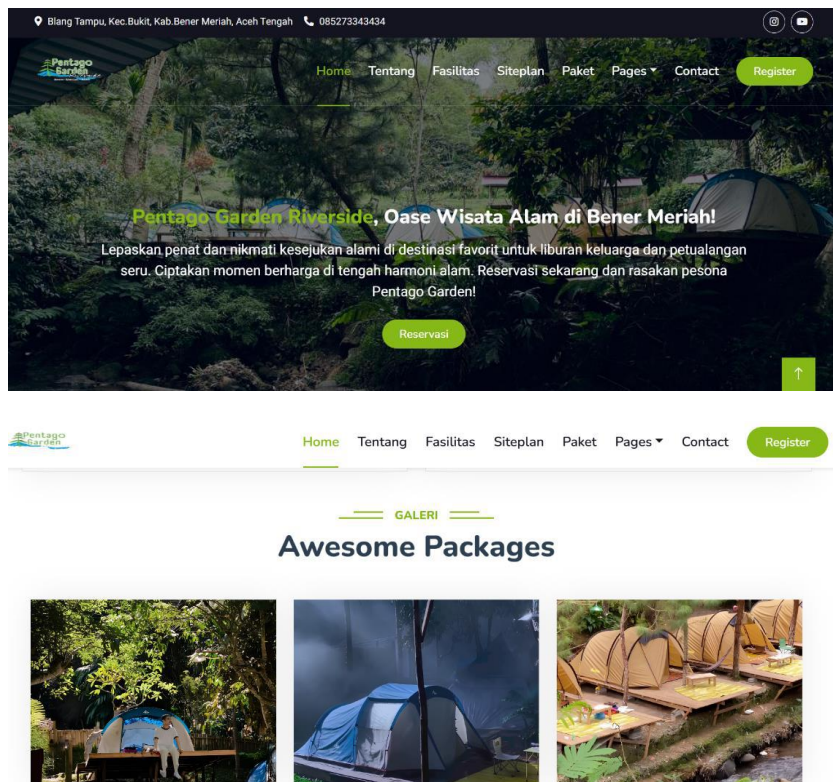 Blang Tampu, Kec.Bukit, Kab.Bener Meriah, Aceh Tengah 085273343434
Pentago
Garden
Home Tentang Fasilitas Siteplan Paket Pages Contact Register
Pentago Garden Riverside, Oase Wisata Alam di Bener Meriah!
Lepaskan penat dan nikmati kesejukan alami di destinasi favorit untuk liburan keluarga dan petualangan
seru. Ciptakan momen berharga di tengah harmoni alam. Reservasi sekarang dan rasakan pesona
Pentago Garden!
Reservasi
Pentago
Garden
Home Tentang Fasilitas Siteplan Paket Pages Contact Register
GALERI
Awesome Packages